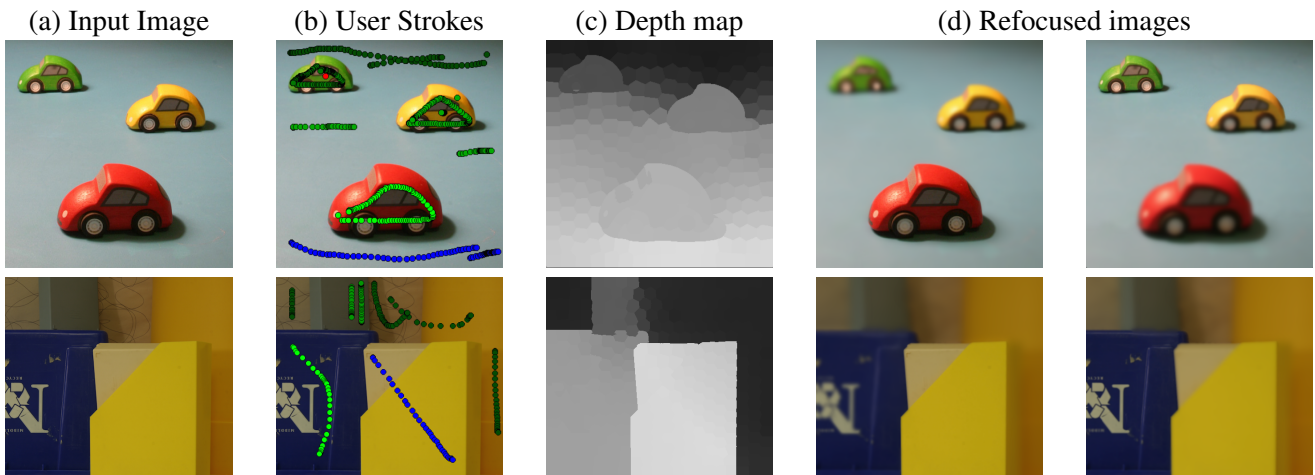 (a) Input Image
(b) User Strokes
(c) Depth map
(d) Refocused images